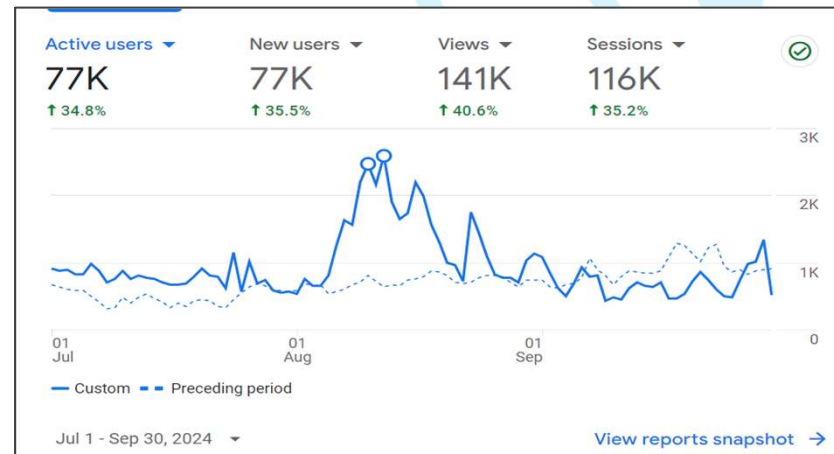 Active users New users Views Sessions
77K 77K 141K 116K
↑ 34.8% ↑ 35.5% ↑ 40.6% ↑ 35.2%
3K
2K
1K
0
01 01 01
Jul Aug Sep
Custom Preceding period
Jul 1 - Sep 30, 2024 View reports snapshot →